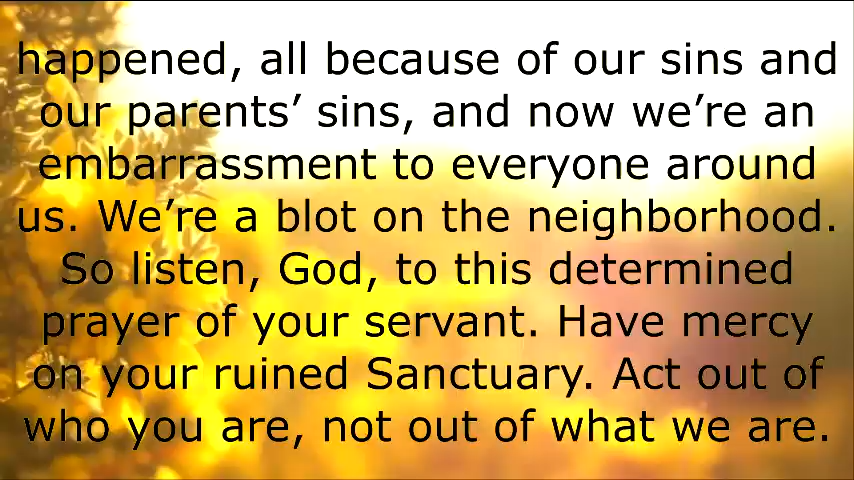 happened, all because of our sins and
our parents’ sins, and now we’re an
embarrassment to everyone around
us. We’re a blot on the neighborhood.
So listen, God, to this determined
prayer of your servant. Have mercy
on your ruined Sanctuary. Act out of
who you are, not out of what we are.